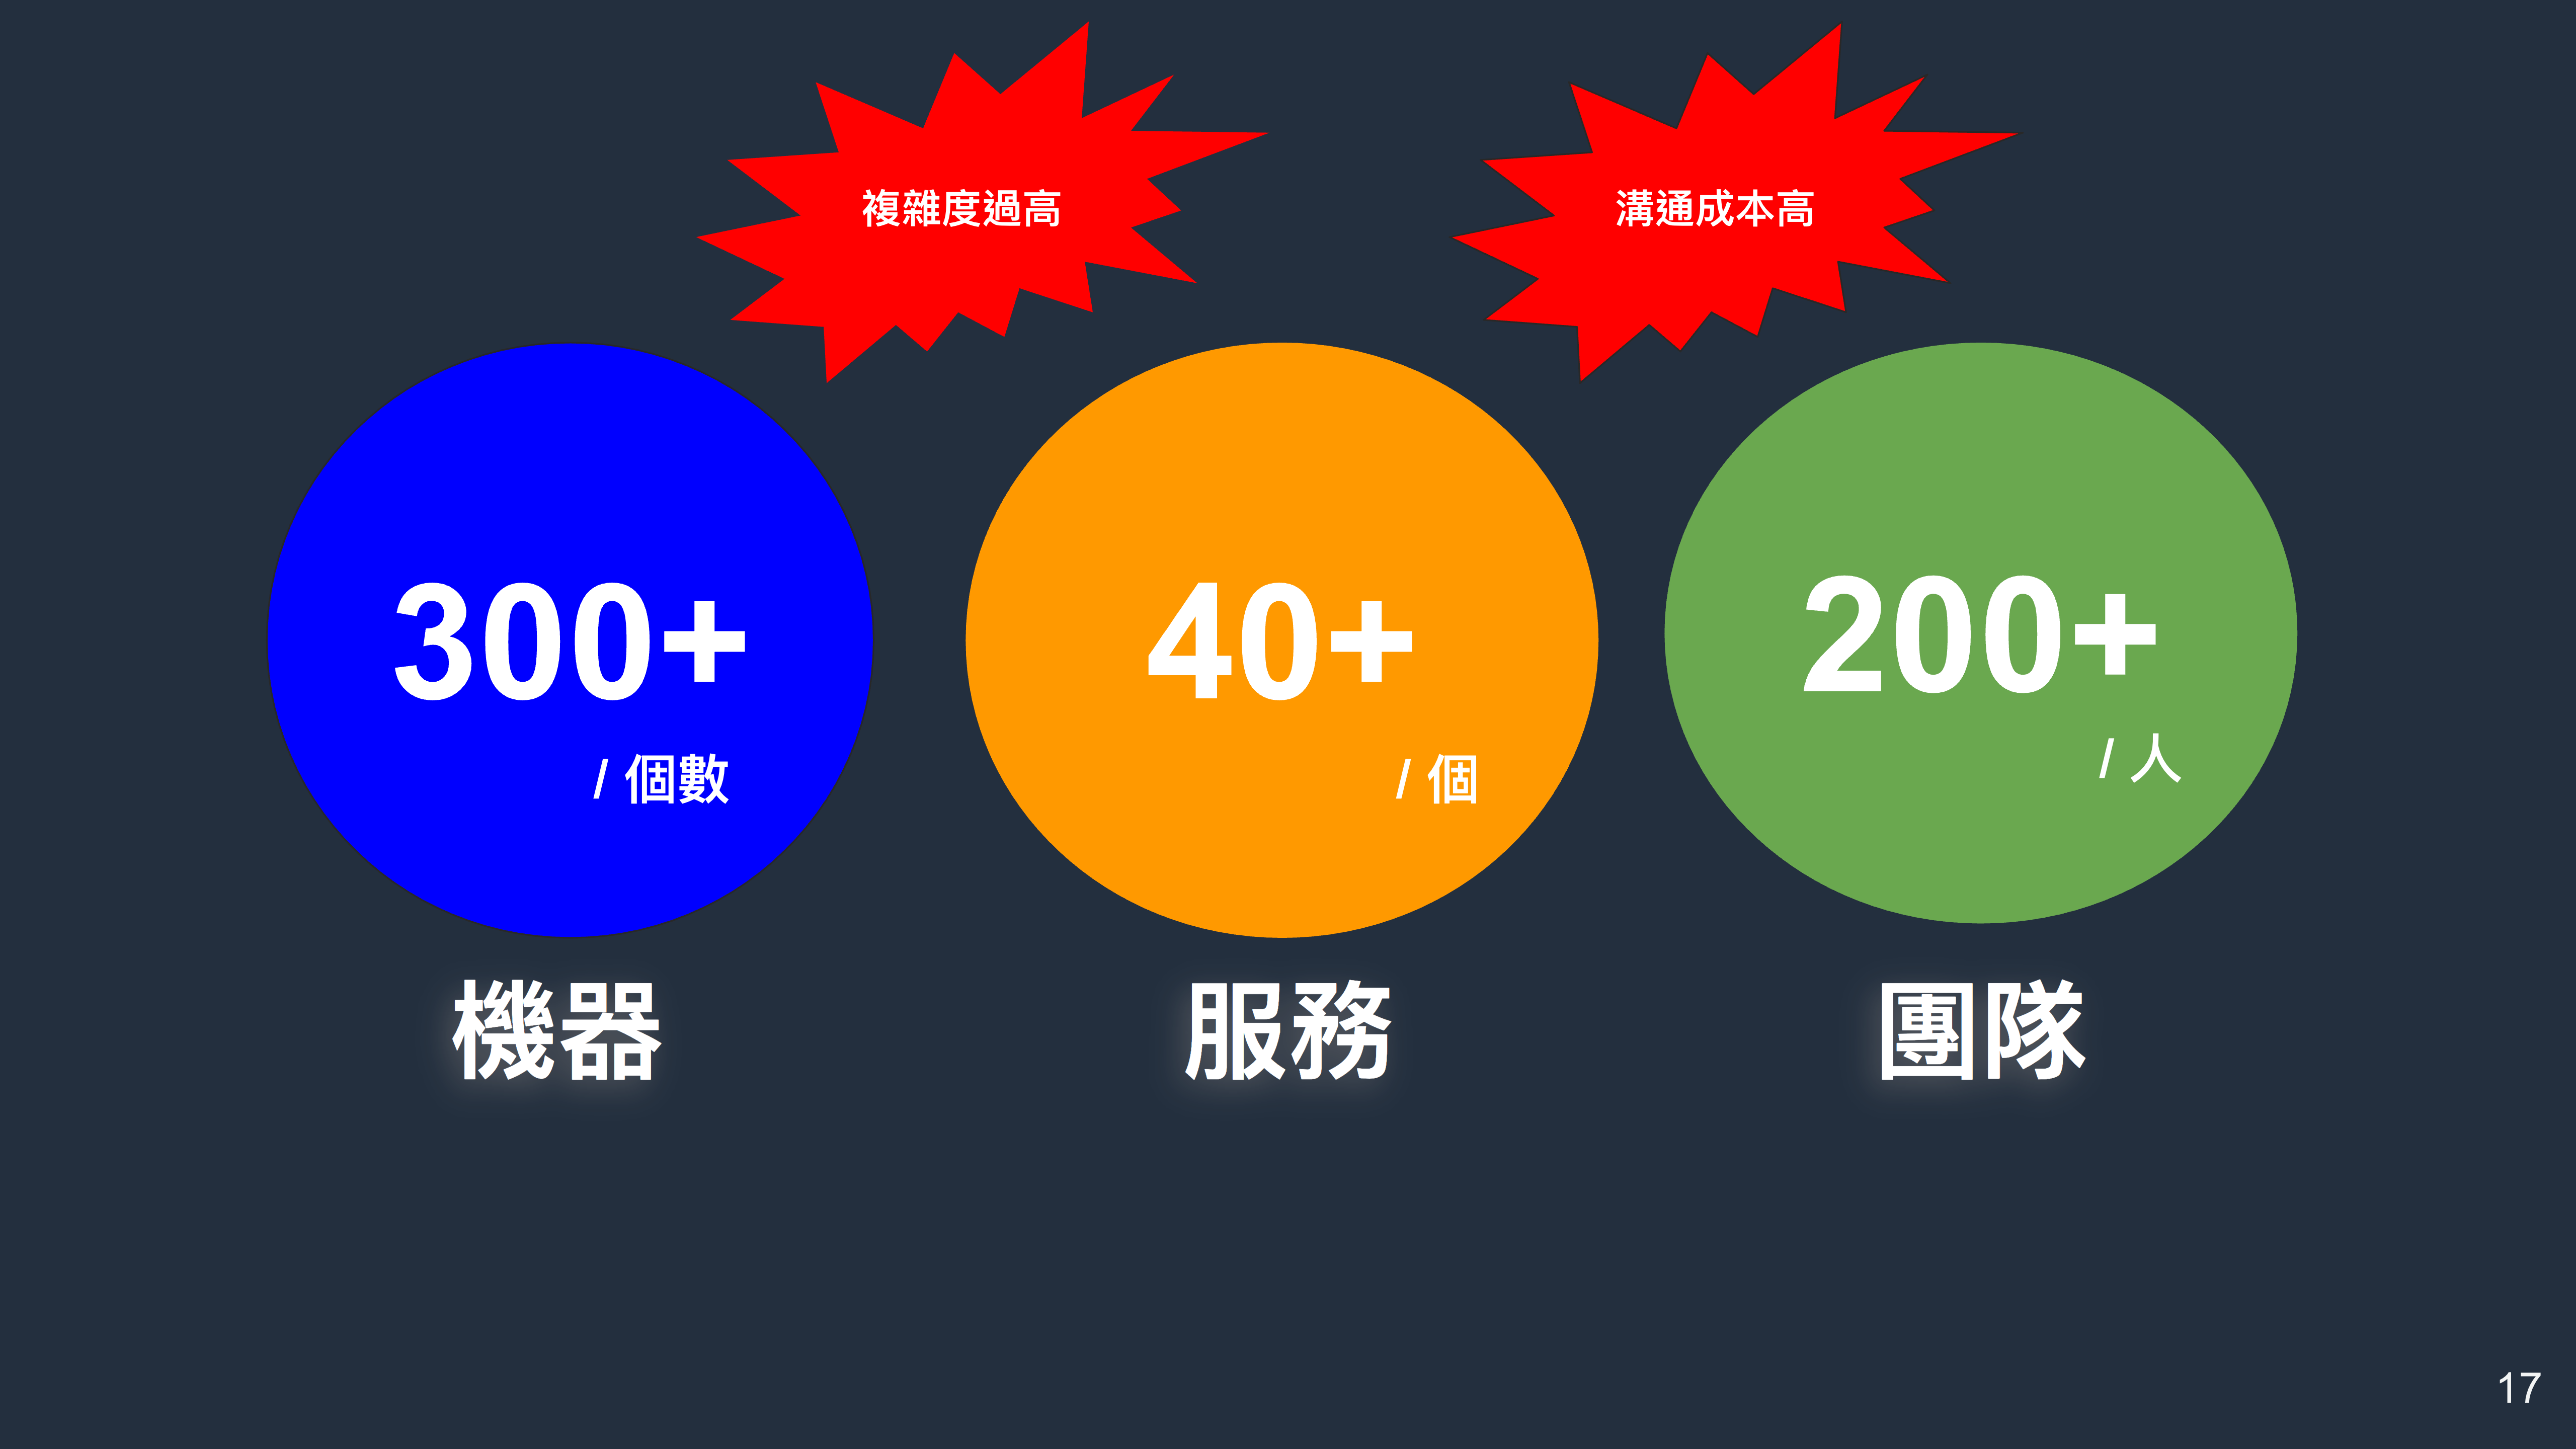 複雜度過高
溝通成本高
300+
/ 個數
40+
/ 個
200+
/ 人
機器
服務
團隊
17